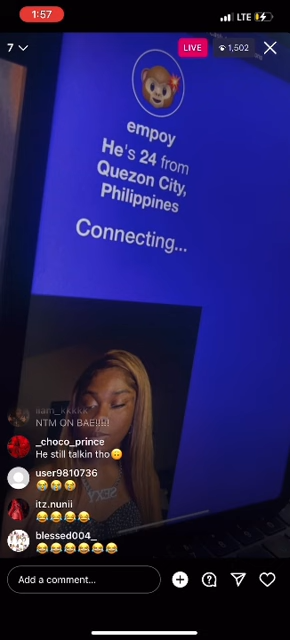 1:57
LTE
7
LIVE
1,502
empoy
He's 24 from
Quezon City,
Philippines
Connecting...
liam_kkkkk
NTM ON BAE!!!!!
_choco_prince
He still talkin tho😛
user9810736
😭😭😭
itz.nunii
😂😂😂😂
blessed004_
😂😂😂😂😂😂
Add a comment...